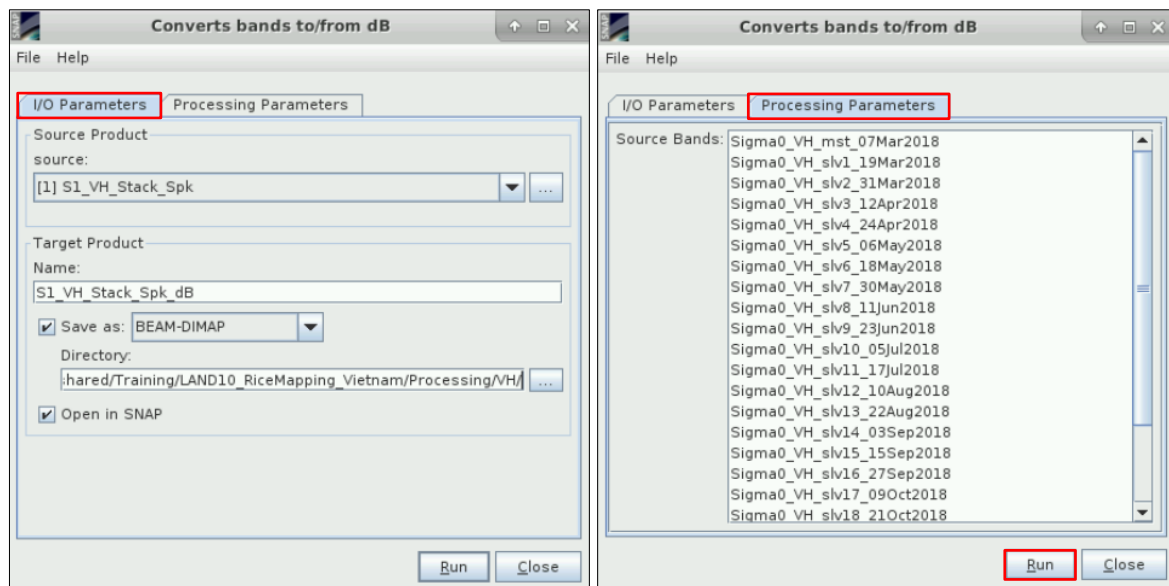 SNAP
Converts bands to/from dB
File Help
I/O Parameters Processing Parameters
Source Product
source:
[1] S1_VH_Stack_Spk
...
Target Product
Name:
S1_VH_Stack_Spk_dB
Save as: BEAM-DIMAP
Directory:
shared/Training/LAND10_RiceMapping_Vietnam/Processing/VH/
...
Open in SNAP
Run Close
SNAP
Converts bands to/from dB
File Help
I/O Parameters Processing Parameters
Source Bands: Sigma0_VH_mst_07Mar2018
Sigma0_VH_slv1_19Mar2018
Sigma0_VH_slv2_31Mar2018
Sigma0_VH_slv3_12Apr2018
Sigma0_VH_slv4_24Apr2018
Sigma0_VH_slv5_06May2018
Sigma0_VH_slv6_18May2018
Sigma0_VH_slv7_30May2018
Sigma0_VH_slv8_11Jun2018
Sigma0_VH_slv9_23Jun2018
Sigma0_VH_slv10_05Jul2018
Sigma0_VH_slv11_17Jul2018
Sigma0_VH_slv12_10Aug2018
Sigma0_VH_slv13_22Aug2018
Sigma0_VH_slv14_03Sep2018
Sigma0_VH_slv15_15Sep2018
Sigma0_VH_slv16_27Sep2018
Sigma0_VH_slv17_09Oct2018
Sigma0_VH_slv18_21Oct2018
Run Close